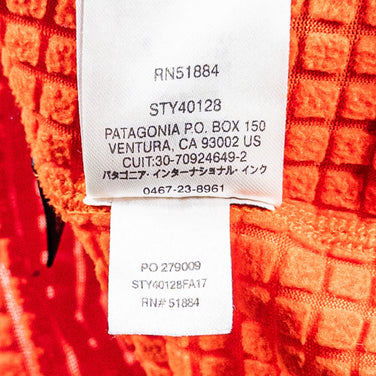 RN51884
STY40128
PATAGONIA P.O. BOX 150
VENTURA, CA 93002 US
CUIT:30-70924649-2
パタゴニア・インターナショナル・インク
0467-23-8961
PO 279009
STY40128FA17
RN# 51884